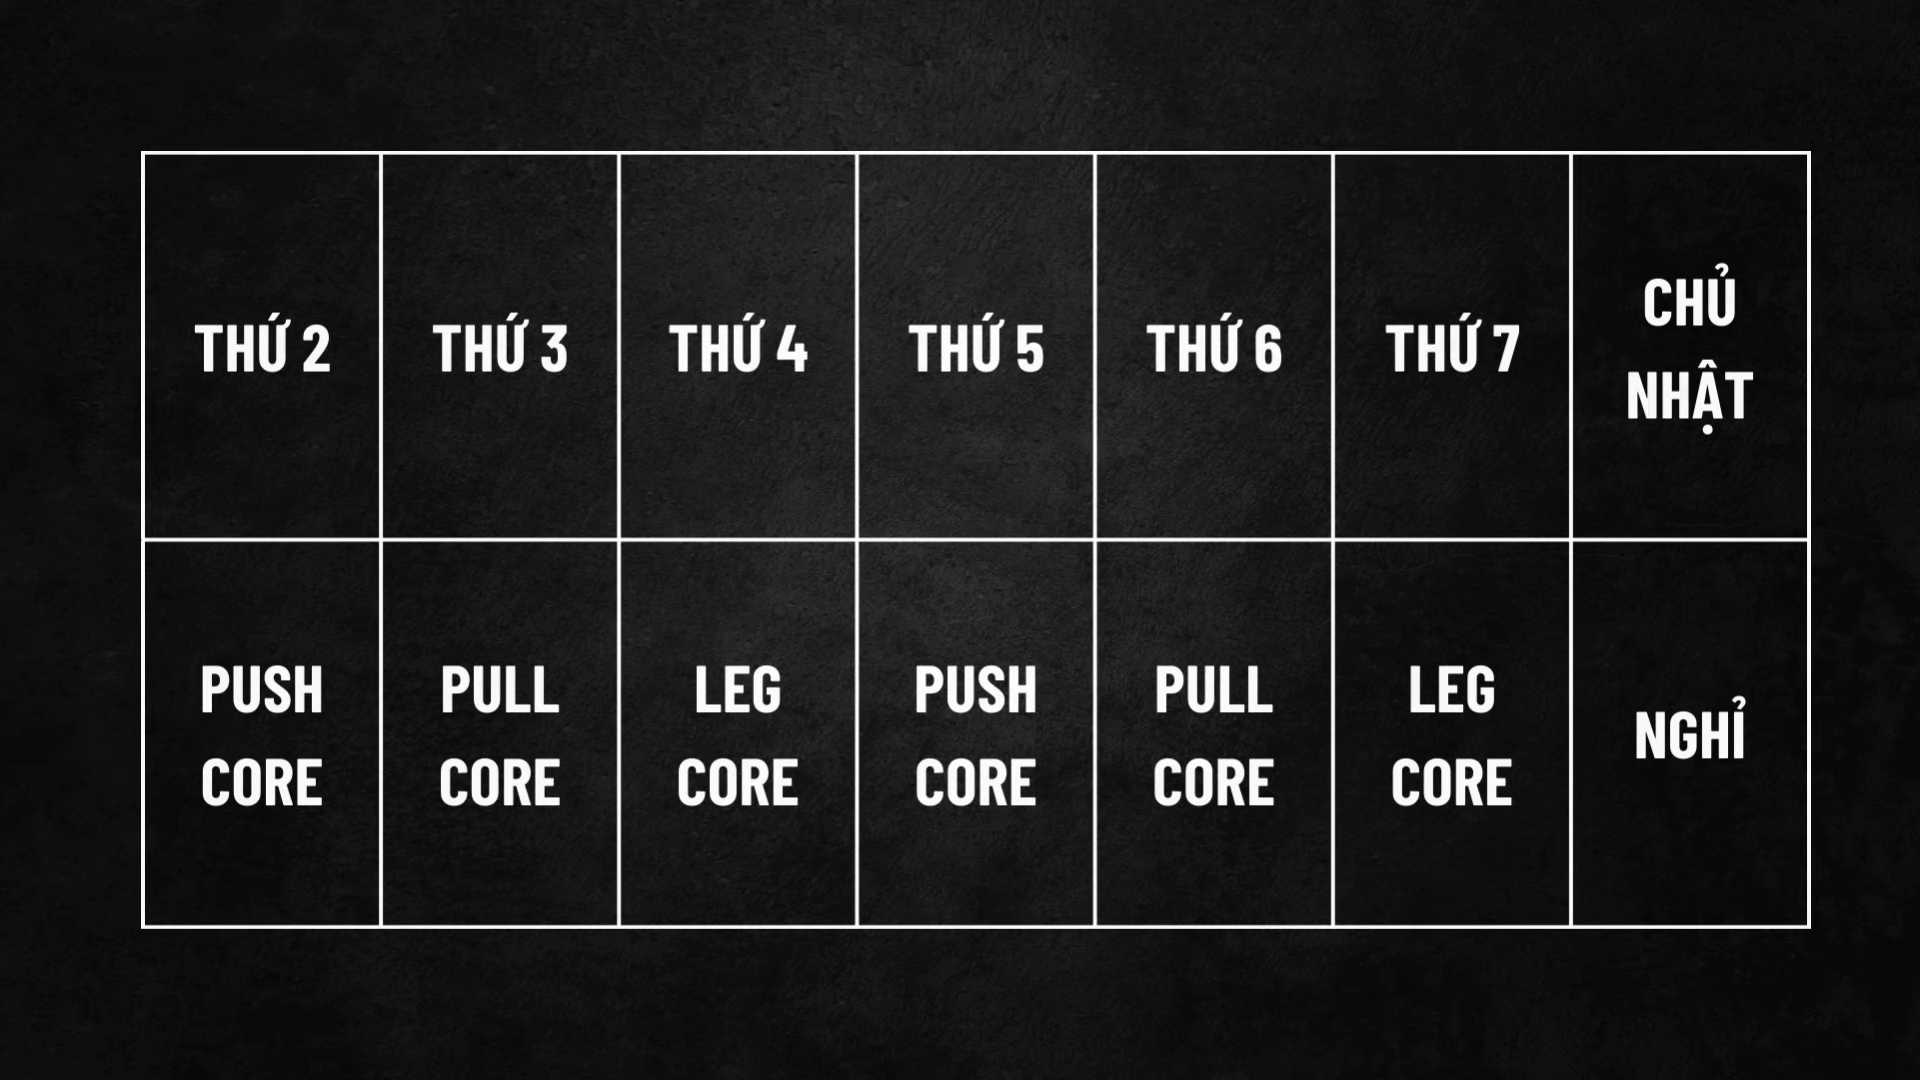 THỨ 2
THỨ 3
THỨ 4
THỨ 5
THỨ 6
THỨ 7
CHỦ
NHẬT
PUSH
CORE
PULL
CORE
LEG
CORE
PUSH
CORE
PULL
CORE
LEG
CORE
NGHỈ